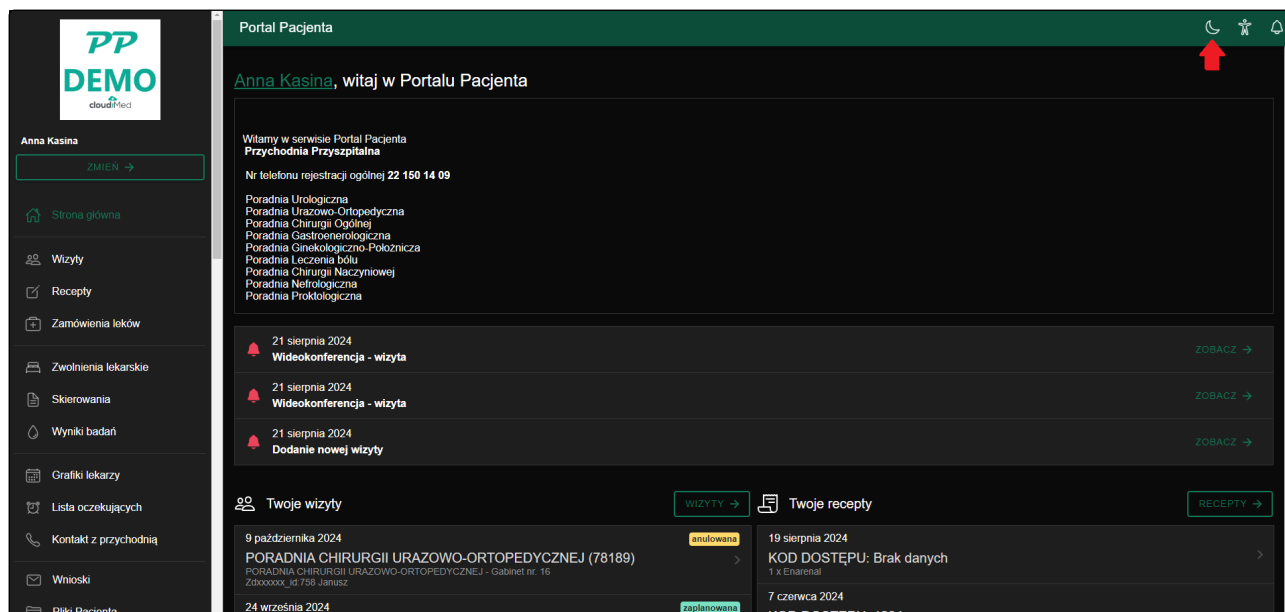 PP
DEMO
cloudiMed
Anna Kasina
ZMIEŃ →
Strona główna
Wizyty
Recepty
Zamówienia leków
Zwolnienia lekarskie
Skierowania
Wyniki badań
Grafiki lekarzy
Lista oczekujących
Kontakt z przychodnią
Wnioski
Pliki Pacjenta
Portal Pacjenta
Anna Kasina, witaj w Portalu Pacjenta
Witamy w serwisie Portal Pacjenta
Przychodnia Przyszpitalna
Nr telefonu rejestracji ogólnej 22 150 14 09
Poradnia Urologiczna
Poradnia Urazowo-Ortopedyczna
Poradnia Chirurgii Ogólnej
Poradnia Gastroenerologiczna
Poradnia Ginekologiczno-Położnicza
Poradnia Leczenia bólu
Poradnia Chirurgii Naczyniowej
Poradnia Nefrologiczna
Poradnia Proktologiczna
21 sierpnia 2024
Wideokonferencja - wizyta
ZOBACZ →
21 sierpnia 2024
Wideokonferencja - wizyta
ZOBACZ →
21 sierpnia 2024
Dodanie nowej wizyty
ZOBACZ →
Twoje wizyty
WIZYTY →
9 października 2024
anulowana
PORADNIA CHIRURGII URAZOWO-ORTOPEDYCZNEJ (78189)
PORADNIA CHIRURGII URAZOWO-ORTOPEDYCZNEJ - Gabinet nr. 16
Zdxxxxxx_id:758 Janusz
24 września 2024
zaplanowana
Twoje recepty
RECEPTY →
19 sierpnia 2024
KOD DOSTĘPU: Brak danych
1 x Enarenal
7 czerwca 2024